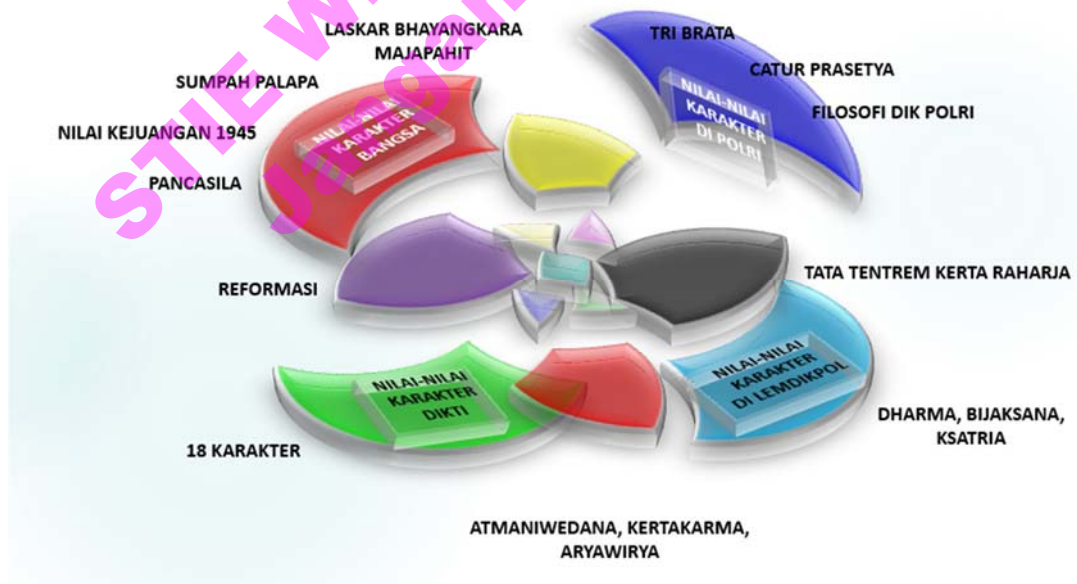 LASKAR BHAYANGKARA
MAJAPAHIT
SUMPAH PALAPA
NILAI KEJUANGAN 1945
PANCASILA
REFORMASI
NILAI-NILAI
KARAKTER
BANGSA
TRI BRATA
CATUR PRASETYA
FILOSOFI DIK POLRI
NILAI-NILAI
KARAKTER
DI POLRI
TATA TENTREM KERTA RAHARJA
NILAI-NILAI
KARAKTER
DIKTI
18 KARAKTER
NILAI-NILAI
KARAKTER
DI LEMDIKPOL
DHARMA, BIJAKSANA,
KSATRIA
ATMANIWEDANA, KERTAKARMA,
ARYAWIRYA
STIE W
Jangan